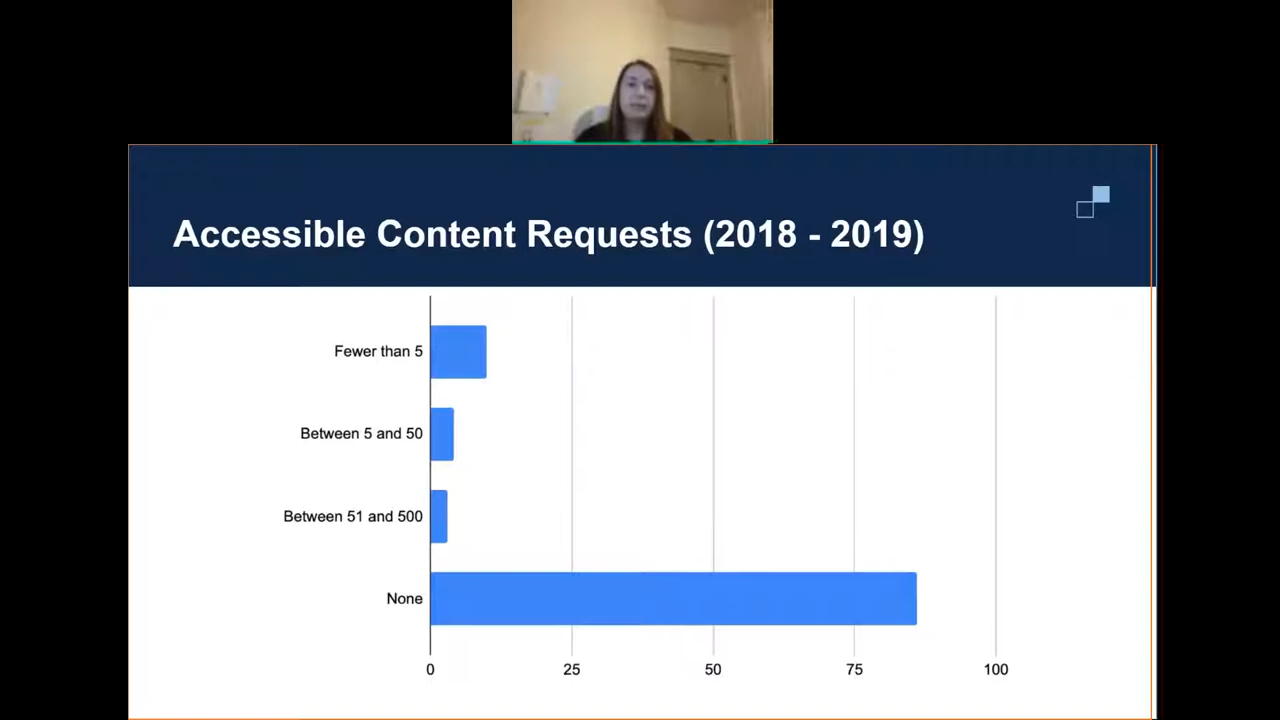 Accessible Content Requests (2018 - 2019)
Fewer than 5
Between 5 and 50
Between 51 and 500
None
0 25 50 75 100